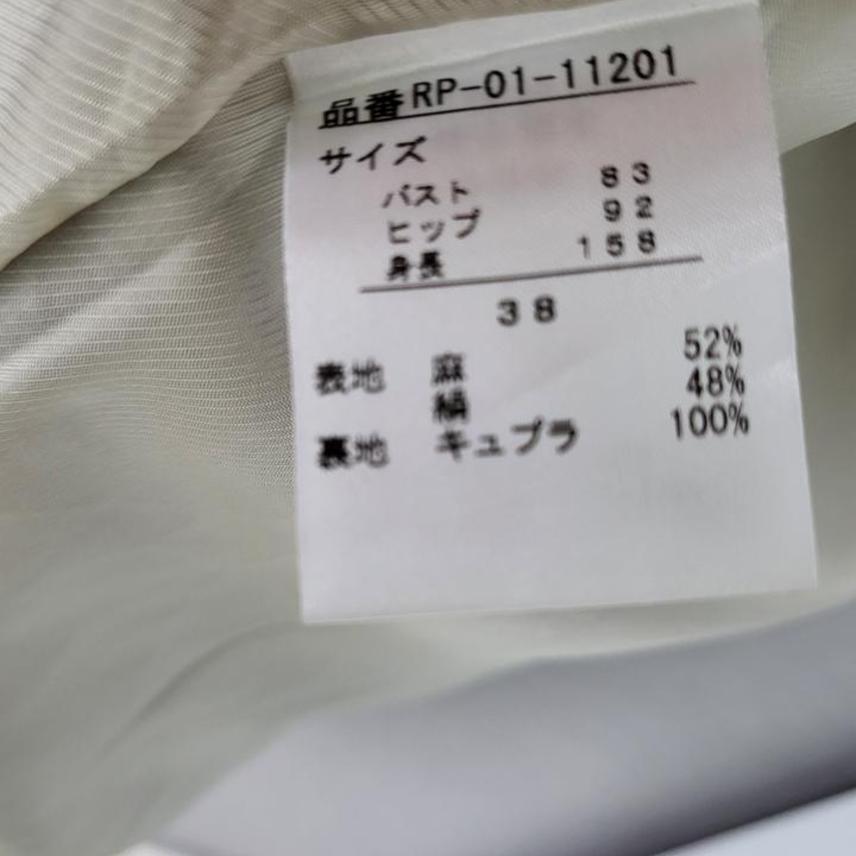 品番RP-01-11201
サイズ
バスト 83
ヒップ 92
身長 158
38
表地 麻 52%
絹 48%
裏地 キュプラ 100%